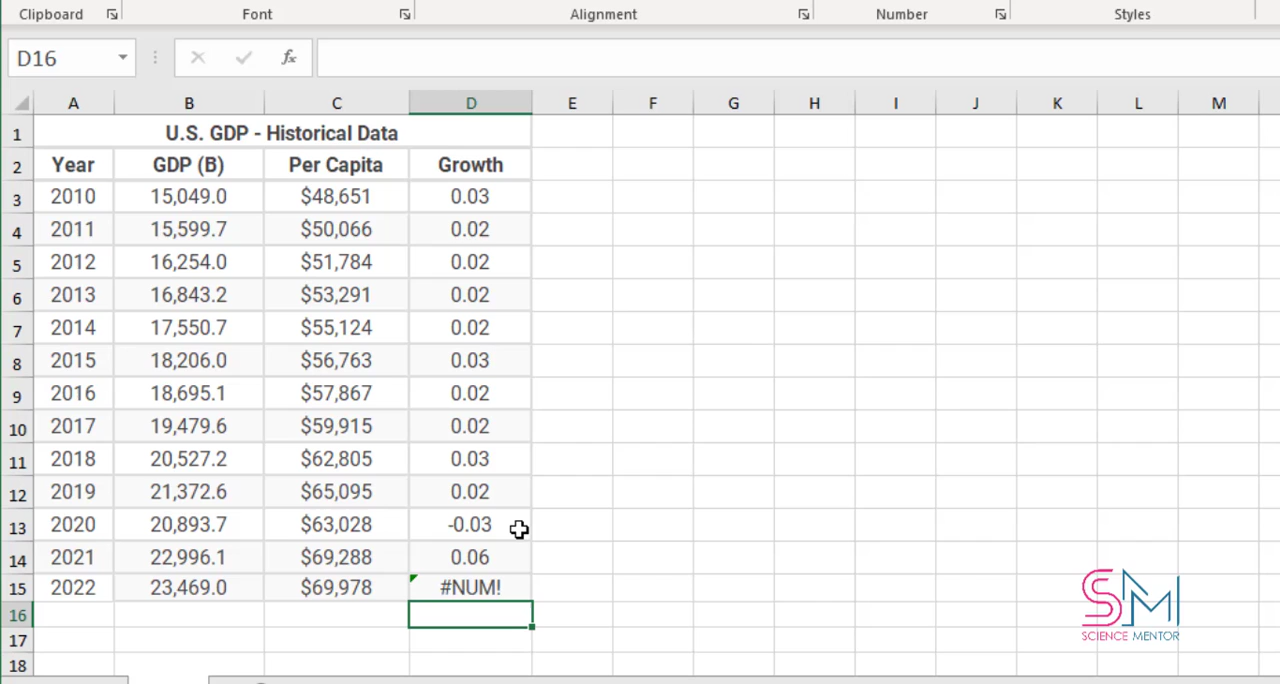 Clipboard Font Alignment Number Styles
D16 fx
A B C D E F G H I J K L M
1 U.S. GDP - Historical Data
2 Year GDP (B) Per Capita Growth
3 2010 15,049.0 $48,651 0.03
4 2011 15,599.7 $50,066 0.02
5 2012 16,254.0 $51,784 0.02
6 2013 16,843.2 $53,291 0.02
7 2014 17,550.7 $55,124 0.02
8 2015 18,206.0 $56,763 0.03
9 2016 18,695.1 $57,867 0.02
10 2017 19,479.6 $59,915 0.02
11 2018 20,527.2 $62,805 0.03
12 2019 21,372.6 $65,095 0.02
13 2020 20,893.7 $63,028 -0.03
14 2021 22,996.1 $69,288 0.06
15 2022 23,469.0 $69,978 #NUM!
16
17
18
SM
SCIENCE MENTOR